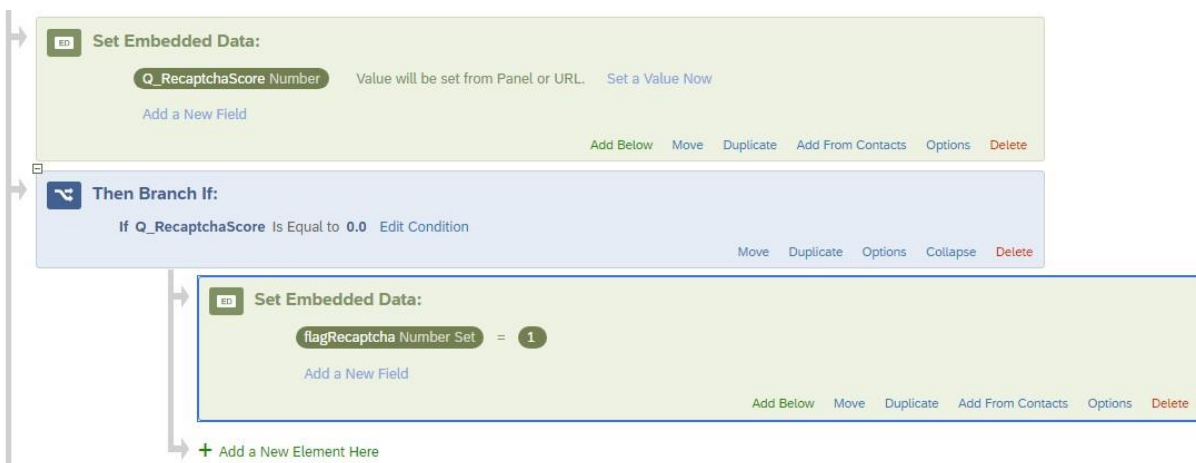 ED Set Embedded Data:
Q_RecaptchaScore Number Value will be set from Panel or URL. Set a Value Now
Add a New Field
Add Below Move Duplicate Add From Contacts Options Delete
Then Branch If:
If Q_RecaptchaScore Is Equal to 0.0 Edit Condition
Move Duplicate Options Collapse Delete
ED Set Embedded Data:
flagRecaptcha Number Set = 1
Add a New Field
Add Below Move Duplicate Add From Contacts Options Delete
+ Add a New Element Here